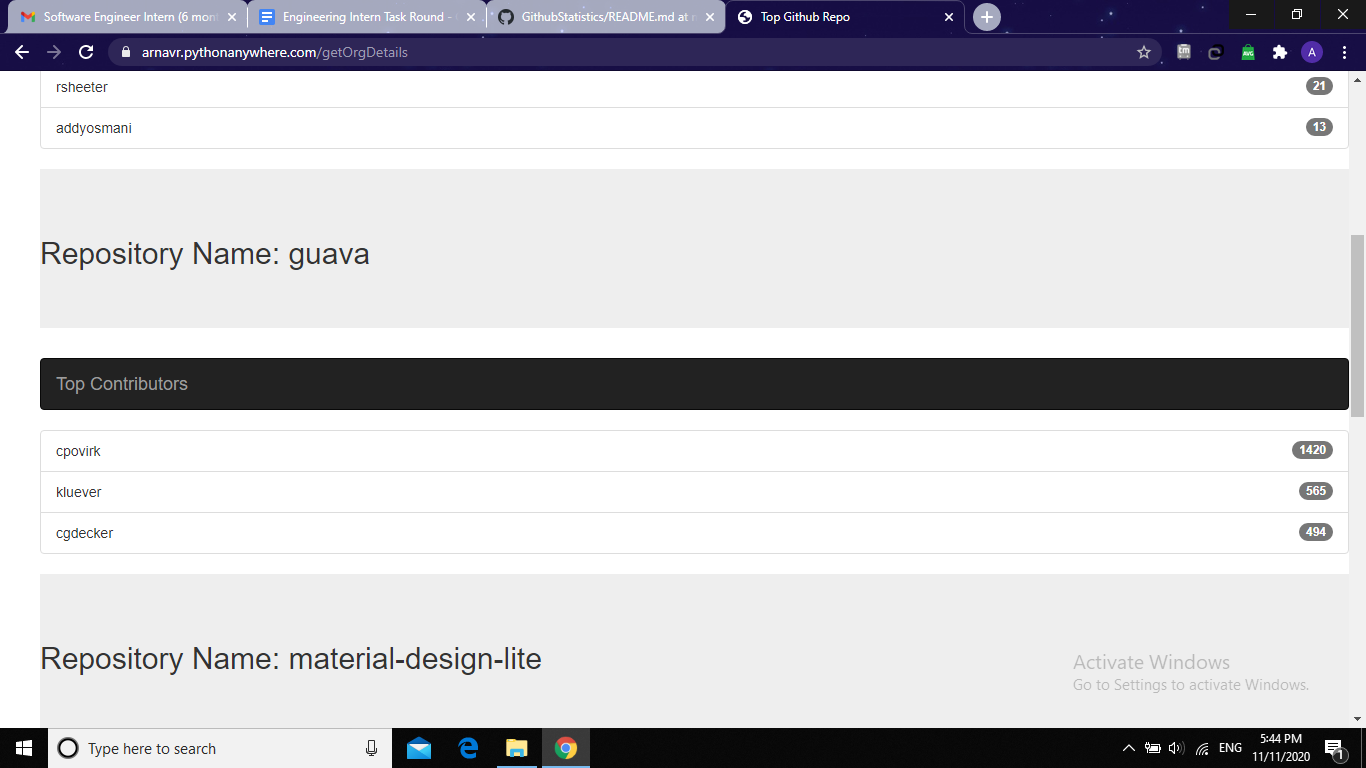 Software Engineer Intern (6 mon
Engineering Intern Task Round -
GithubStatistics/README.md at
Top Github Repo
arnavr.pythonanywhere.com/getOrgDetails
A
rsheeter 21
addyosmani 13
Repository Name: guava
Top Contributors
cpovirk 1420
kluever 565
cgdecker 494
Repository Name: material-design-lite
Activate Windows
Go to Settings to activate Windows.
Type here to search
ENG
5:44 PM
11/11/2020
1